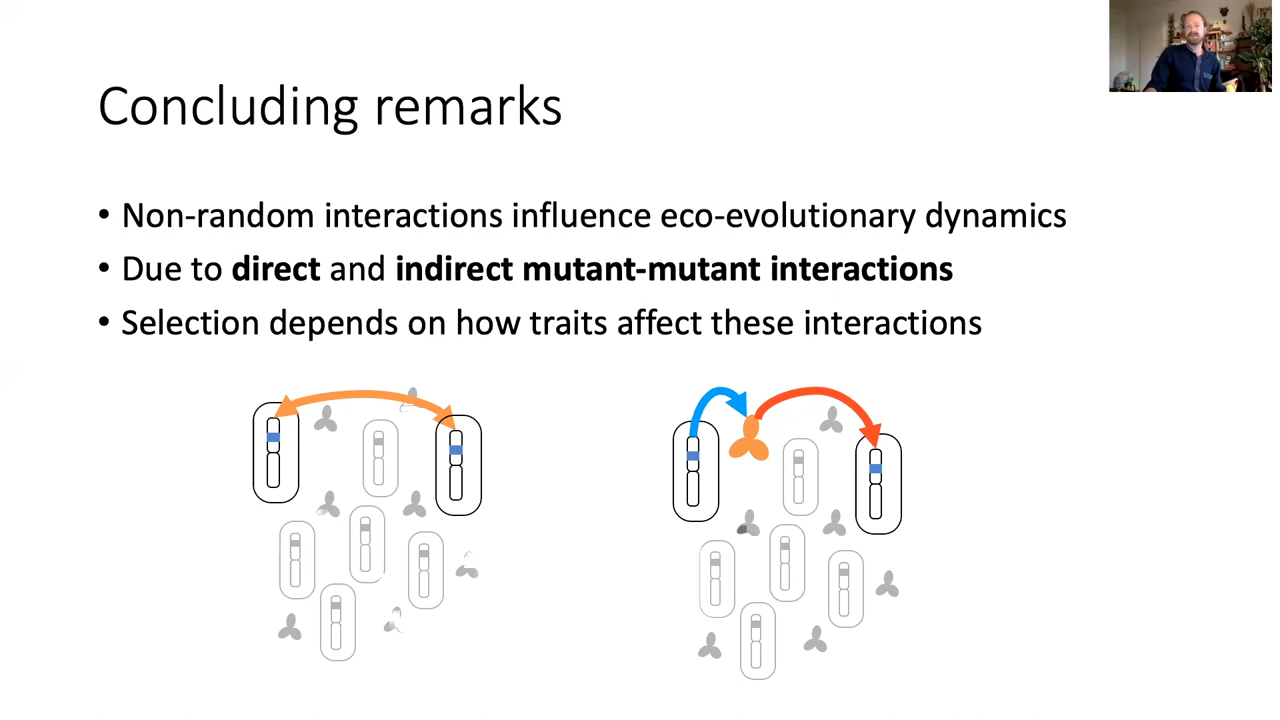 Concluding remarks
• Non-random interactions influence eco-evolutionary dynamics
• Due to direct and indirect mutant-mutant interactions
• Selection depends on how traits affect these interactions